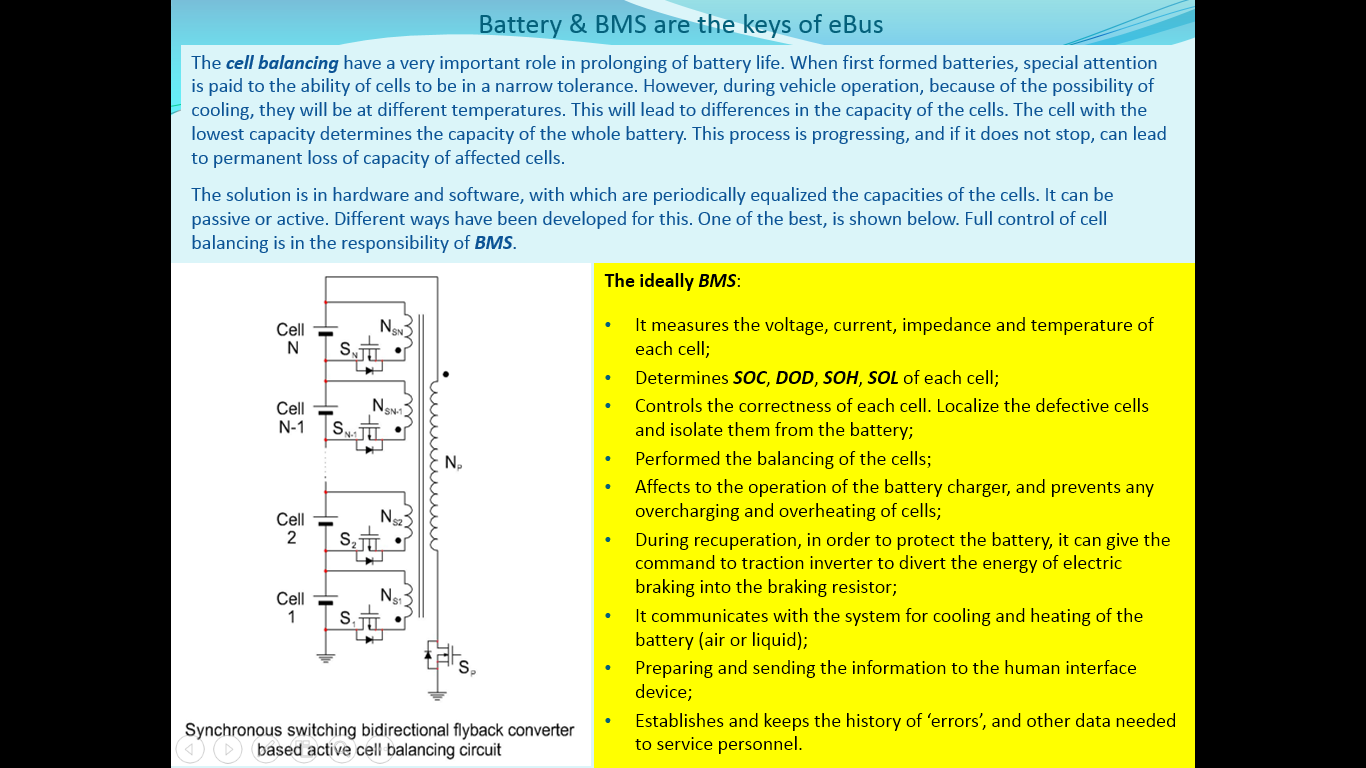 Battery & BMS are the keys of eBus
The cell balancing have a very important role in prolonging of battery life. When first formed batteries, special attention
is paid to the ability of cells to be in a narrow tolerance. However, during vehicle operation, because of the possibility of
cooling, they will be at different temperatures. This will lead to differences in the capacity of the cells. The cell with the
lowest capacity determines the capacity of the whole battery. This process is progressing, and if it does not stop, can lead
to permanent loss of capacity of affected cells.
The solution is in hardware and software, with which are periodically equalized the capacities of the cells. It can be
passive or active. Different ways have been developed for this. One of the best, is shown below. Full control of cell
balancing is in the responsibility of BMS.
Cell
N
SN
NSN
Cell
N-1
SN-1
NSN-1
NP
Cell
2
S2
NS2
Cell
1
S1
NS1
SP
Synchronous switching bidirectional flyback converter
based active cell balancing circuit
The ideally BMS:
• It measures the voltage, current, impedance and temperature of
each cell;
• Determines SOC, DOD, SOH, SOL of each cell;
• Controls the correctness of each cell. Localize the defective cells
and isolate them from the battery;
• Performed the balancing of the cells;
• Affects to the operation of the battery charger, and prevents any
overcharging and overheating of cells;
• During recuperation, in order to protect the battery, it can give the
command to traction inverter to divert the energy of electric
braking into the braking resistor;
• It communicates with the system for cooling and heating of the
battery (air or liquid);
• Preparing and sending the information to the human interface
device;
• Establishes and keeps the history of ‘errors’, and other data needed
to service personnel.